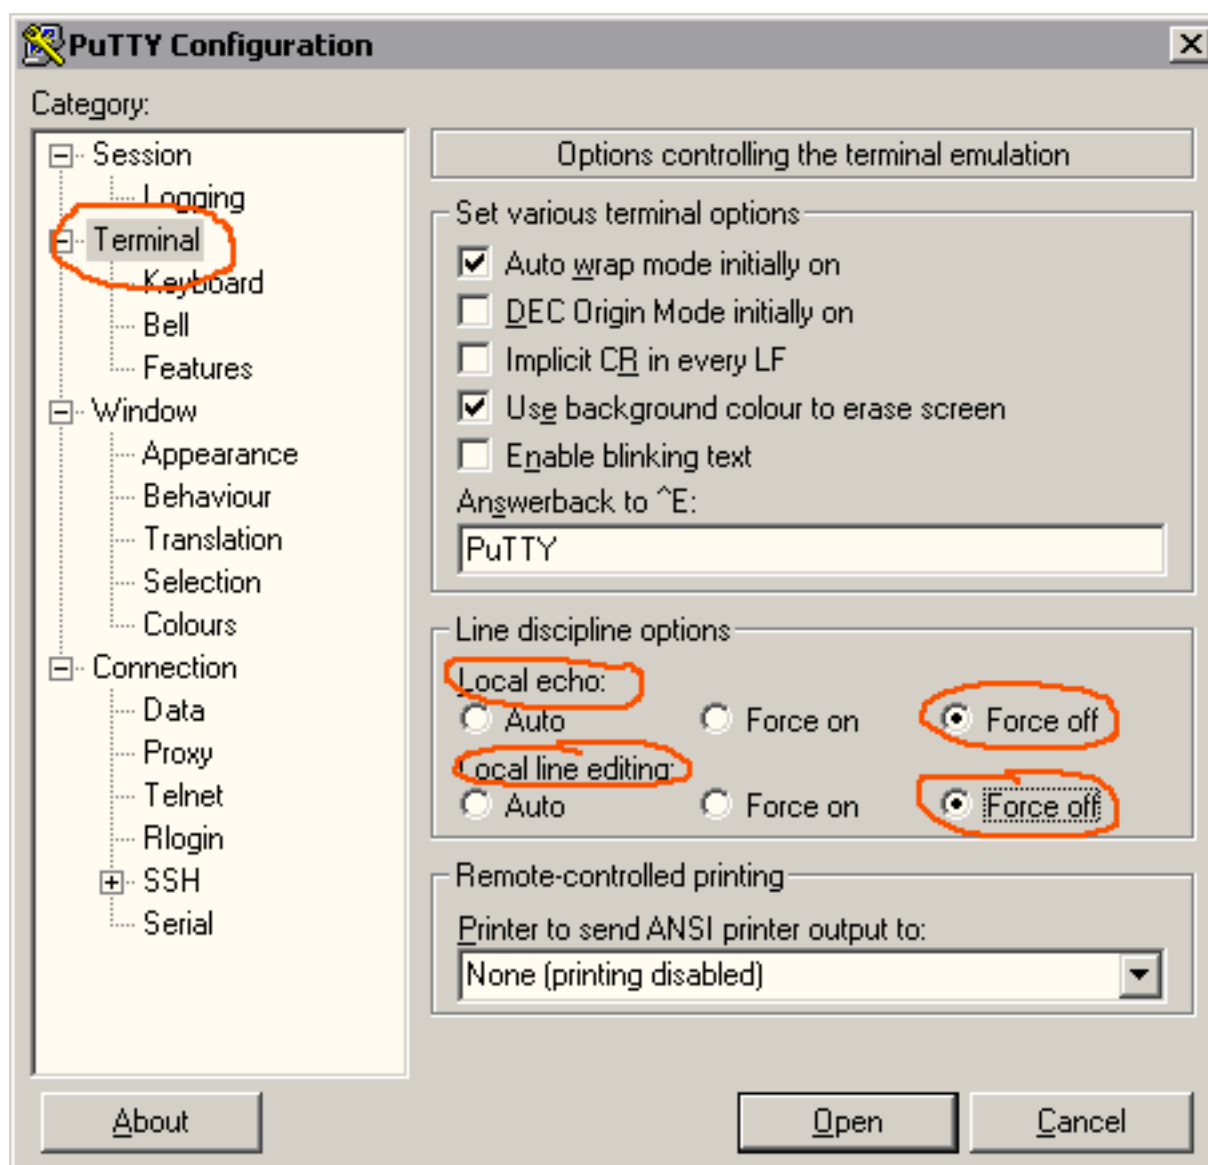 PuTTY Configuration
Category:
Session
Logging
Terminal
Keyboard
Bell
Features
Window
Appearance
Behaviour
Translation
Selection
Colours
Connection
Data
Proxy
Telnet
Rlogin
SSH
Serial
Options controlling the terminal emulation
Set various terminal options
Auto wrap mode initially on
DEC Origin Mode initially on
Implicit CR in every LF
Use background colour to erase screen
Enable blinking text
Answerback to ^E:
PuTTY
Line discipline options
Local echo:
Auto Force on Force off
Local line editing:
Auto Force on Force off
Remote-controlled printing
Printer to send ANSI printer output to:
None (printing disabled)
About Open Cancel